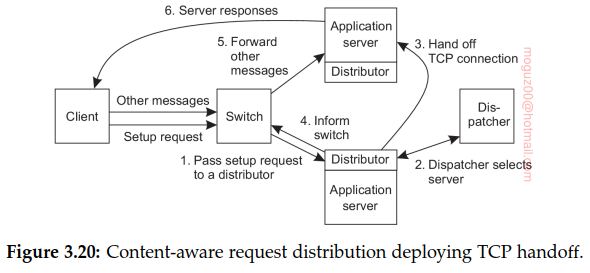 6. Server responses
Application
server
Distributor
5. Forward
other
messages
3. Hand off
TCP connection
Client
Other messages
Setup request
Switch
4. Inform
switch
Dis-
patcher
1. Pass setup request
to a distributor
Distributor
Application
server
2. Dispatcher selects
server
moguz00@hotmail.com
Figure 3.20: Content-aware request distribution deploying TCP handoff.